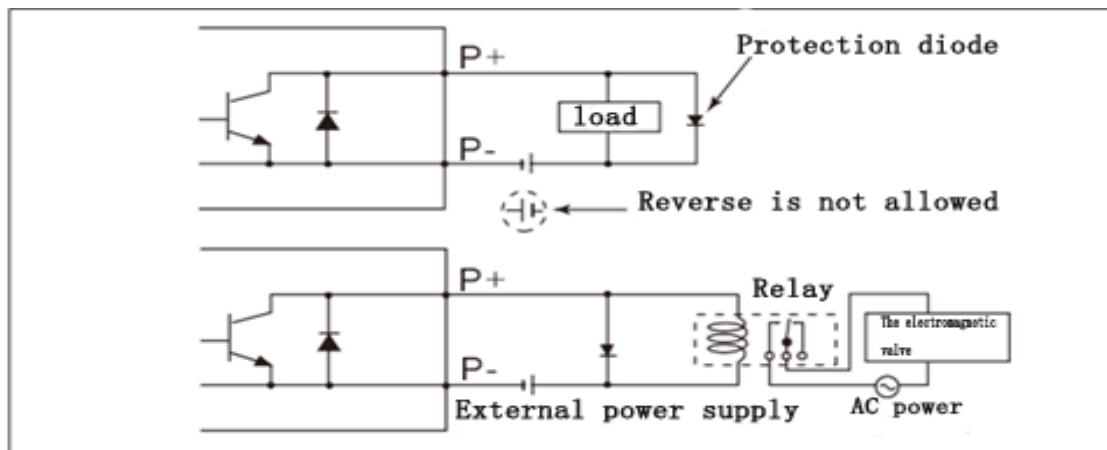 Protection diode
P+
load
P-
Reverse is not allowed
P+
Relay
The electromagnetic
valve
P-
External power supply
AC power